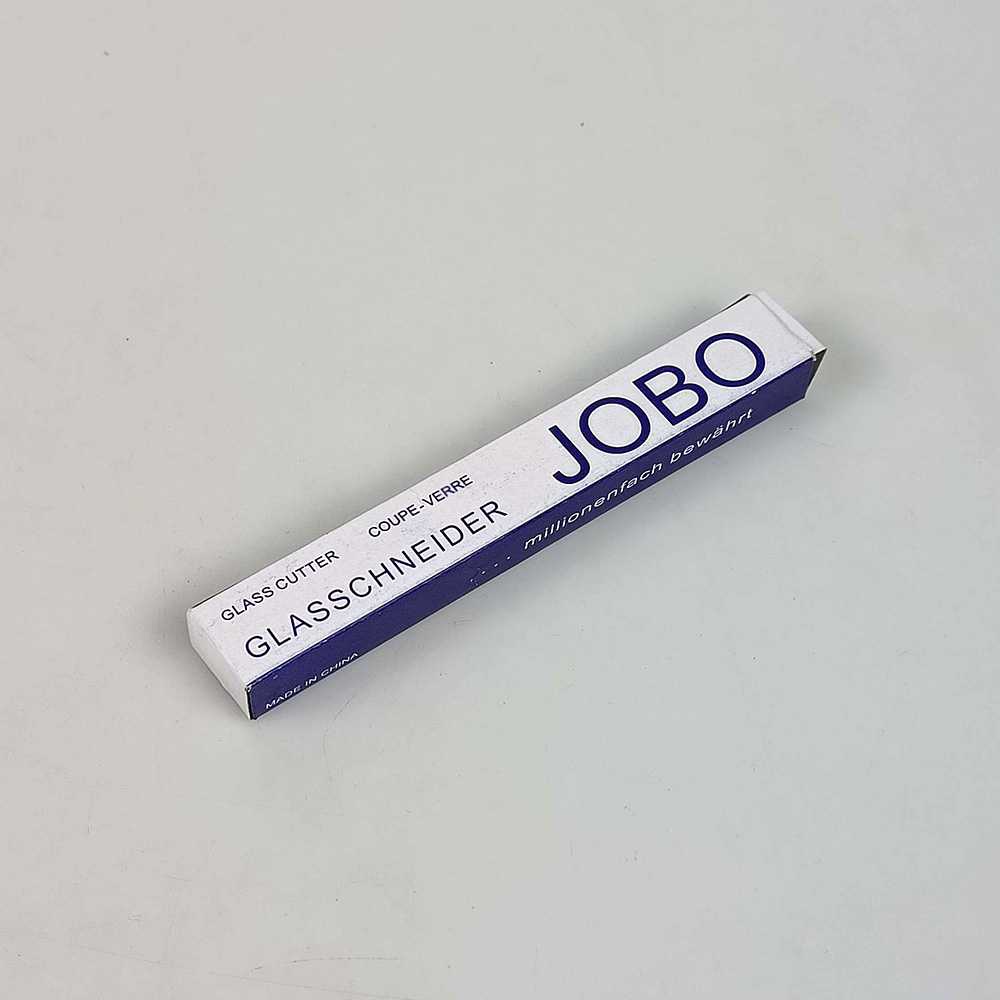 GLASS CUTTER COUPE-VERRE
GLASSCHNEIDER
JOBO
.... millionenfach bewährt
MADE IN CHINA